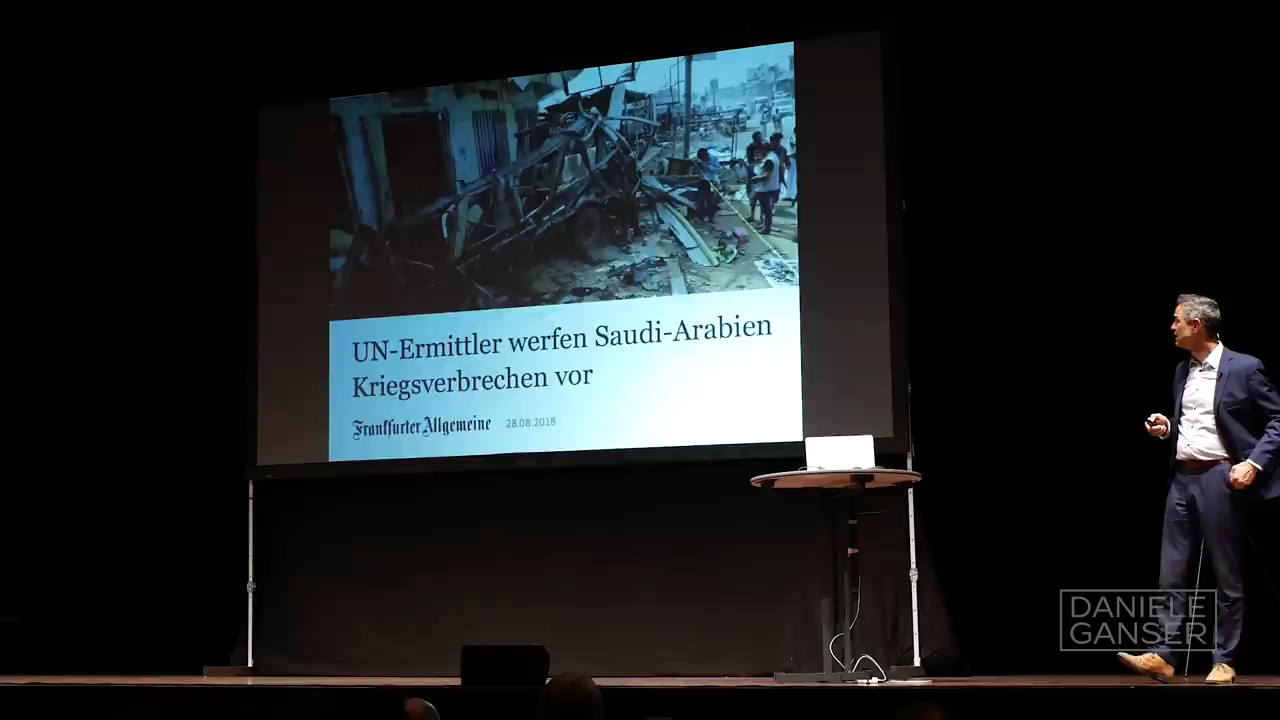 UN-Ermittler werfen Saudi-Arabien
Kriegsverbrechen vor
Frankfurter Allgemeine 28.08.2018
DANIELE
GANSER